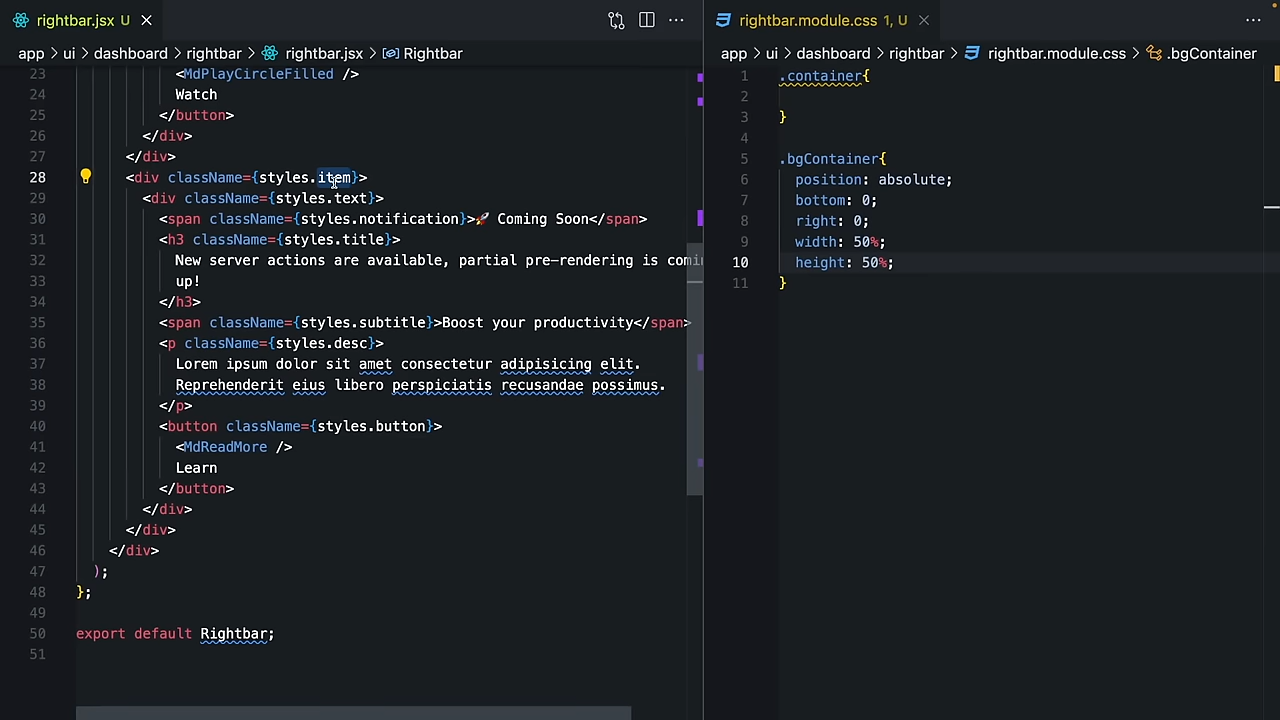 rightbar.jsx U
app > ui > dashboard > rightbar > rightbar.jsx > Rightbar
23 <MdPlayCircleFilled />
24 Watch
25 </button>
26 </div>
27 </div>
28 <div className={styles.item}>
29 <div className={styles.text}>
30 <span className={styles.notification}>🚀 Coming Soon</span>
31 <h3 className={styles.title}>
32 New server actions are available, partial pre-rendering is comi
33 up!
34 </h3>
35 <span className={styles.subtitle}>Boost your productivity</span>
36 <p className={styles.desc}>
37 Lorem ipsum dolor sit amet consectetur adipisicing elit.
38 Reprehenderit eius libero perspiciatis recusandae possimus.
39 </p>
40 <button className={styles.button}>
41 <MdReadMore />
42 Learn
43 </button>
44 </div>
45 </div>
46 </div>
47 );
48 };
49
50 export default Rightbar;
51
rightbar.module.css 1, U
app > ui > dashboard > rightbar > rightbar.module.css > .bgContainer
1 .container{
2
3 }
4
5 .bgContainer{
6 position: absolute;
7 bottom: 0;
8 right: 0;
9 width: 50%;
10 height: 50%;
11 }